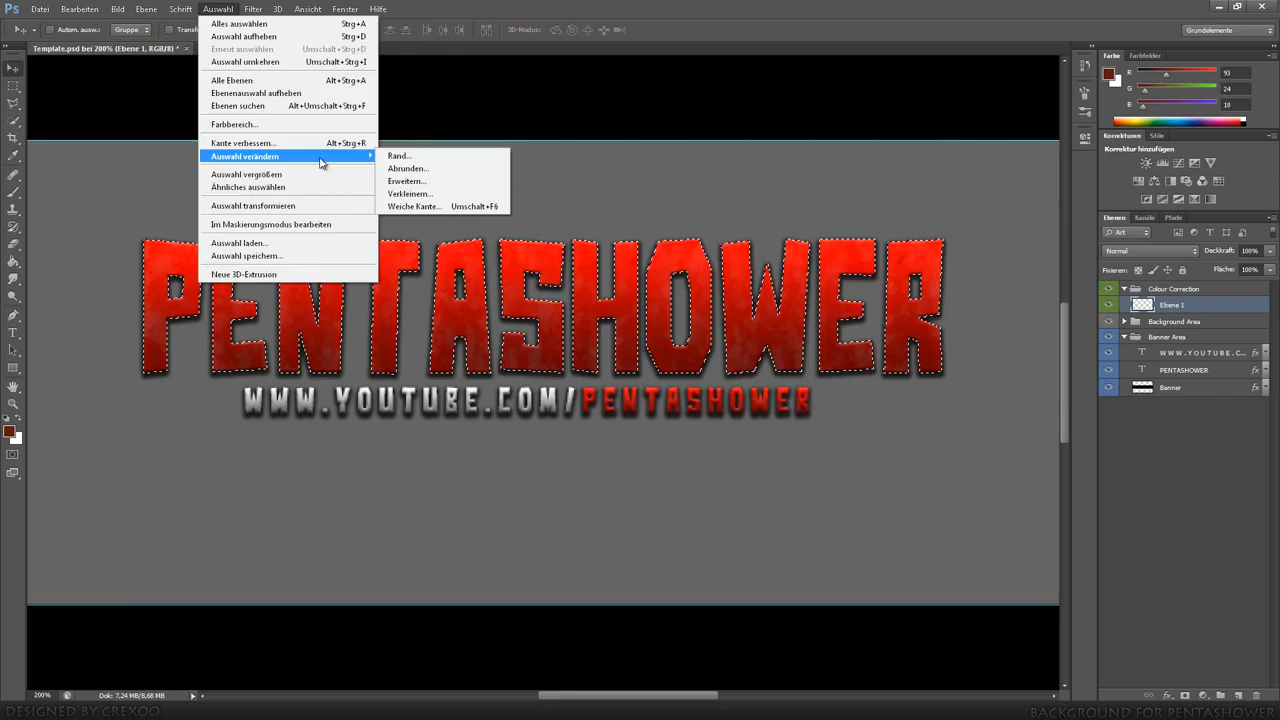 Ps Datei Bearbeiten Bild Ebene Schrift Auswahl Filter 3D Ansicht Fenster Hilfe
Autom. ausw.: Gruppe 3D-Modus: Grundelemente
Template.psd bei 200% (Ebene 1, RGB/8) * ×
Alles auswählen Strg+A
Auswahl aufheben Strg+D
Erneut auswählen Umschalt+Strg+D
Auswahl umkehren Umschalt+Strg+I
Alle Ebenen Alt+Strg+A
Ebenenauswahl aufheben
Ebenen suchen Alt+Umschalt+Strg+F
Farbbereich...
Kante verbessern... Alt+Strg+R
Auswahl verändern
Auswahl vergrößern
Ähnliches auswählen
Auswahl transformieren
Im Maskierungsmodus bearbeiten
Auswahl laden...
Auswahl speichern...
Neue 3D-Extrusion
Rand...
Abrunden...
Erweitern...
Verkleinern...
Weiche Kante... Umschalt+F6
PENTASHOWER
WWW.YOUTUBE.COM/PENTASHOWER
Farbe Farbfelder
R 93
G 24
B 18
Korrekturen Stile
Korrektur hinzufügen
Ebenen Kanäle Pfade
Art
Normal Deckkraft: 100%
Fixieren: Fläche: 100%
Colour Correction
Ebene 1
Background Area
Banner Area
T WWW.YOUTUBE.C... fx
T PENTASHOWER fx
Banner fx
200% Dok: 7,24 MB/8,68 MB
DESIGNED BY CREXOO
BACKGROUND FOR PENTASHOWER